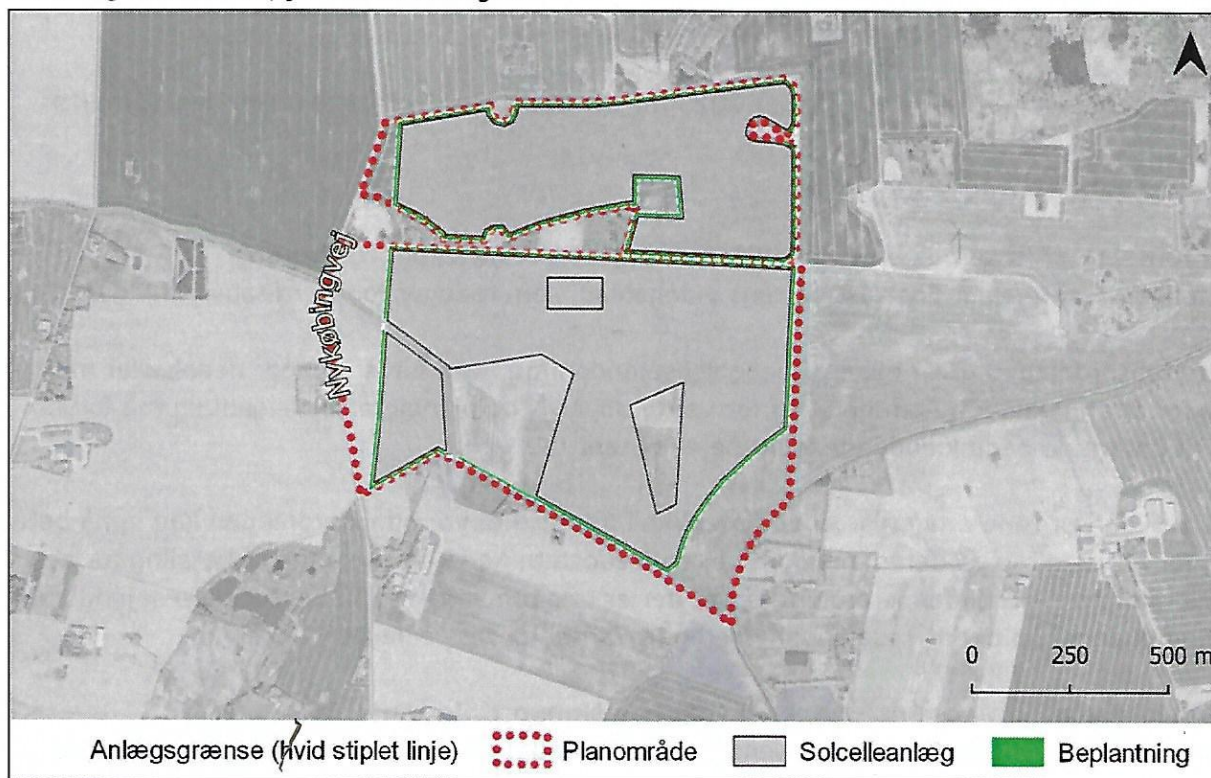 Nykøbingvej
0 250 500 m
Anlægsgrænse (hvid stiplet linje) Planområde Solcelleanlæg Beplantning